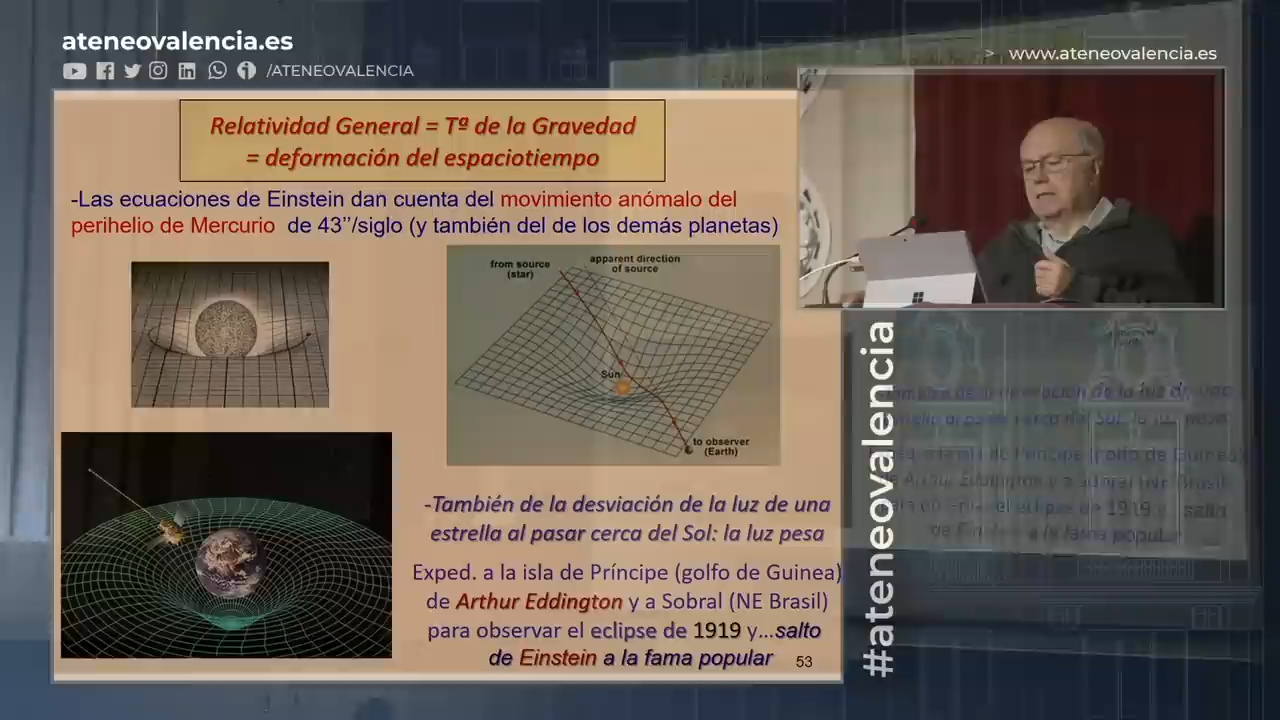 ateneovalencia.es
/ATENEOVALENCIA
> www.ateneovalencia.es
Relatividad General = Tª de la Gravedad
= deformación del espaciotiempo
-Las ecuaciones de Einstein dan cuenta del movimiento anómalo del
perihelio de Mercurio de 43’’/siglo (y también del de los demás planetas)
from source
(star)
apparent direction
of source
Sun
to observer
(Earth)
-También de la desviación de la luz de una
estrella al pasar cerca del Sol: la luz pesa
Exped. a la isla de Príncipe (golfo de Guinea)
de Arthur Eddington y a Sobral (NE Brasil)
para observar el eclipse de 1919 y…salto
de Einstein a la fama popular
53
#ateneovalencia